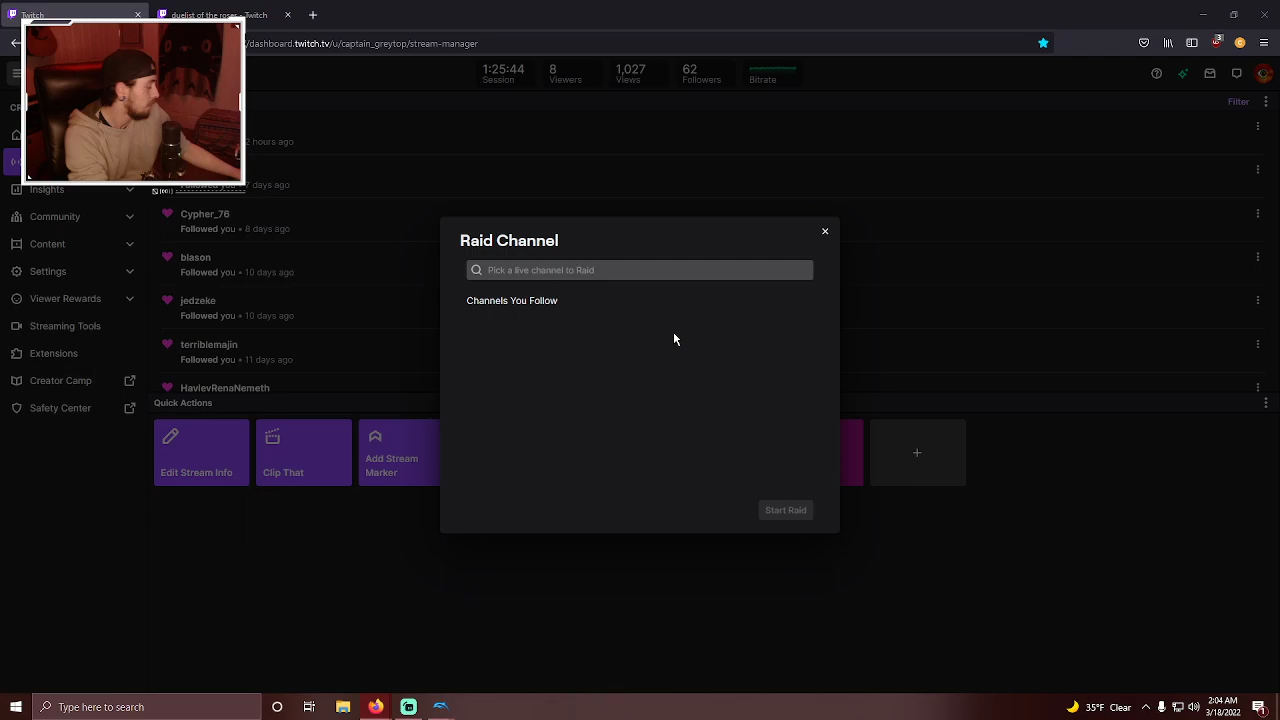 Twitch
duelist of the roses - Twitch
/dashboard.twitch.tv/u/captain_greytop/stream-manager
1:25:44
Session
8
Viewers
1,027
Views
62
Followers
Bitrate
Filter
2 hours ago
Followed you • 7 days ago
Cypher_76
Followed you • 8 days ago
blason
Followed you • 10 days ago
jedzeke
Followed you • 10 days ago
terriblemajin
Followed you • 11 days ago
HayleyRenaNemeth
CR
Insights
Community
Content
Settings
Viewer Rewards
Streaming Tools
Extensions
Creator Camp
Safety Center
Raid Channel
Pick a live channel to Raid
Channels You Follow
Start Raid
Quick Actions
Edit Stream Info
Clip That
Add Stream
Marker
Type here to search
35°F Clear
2:04 AM
3/18/2022